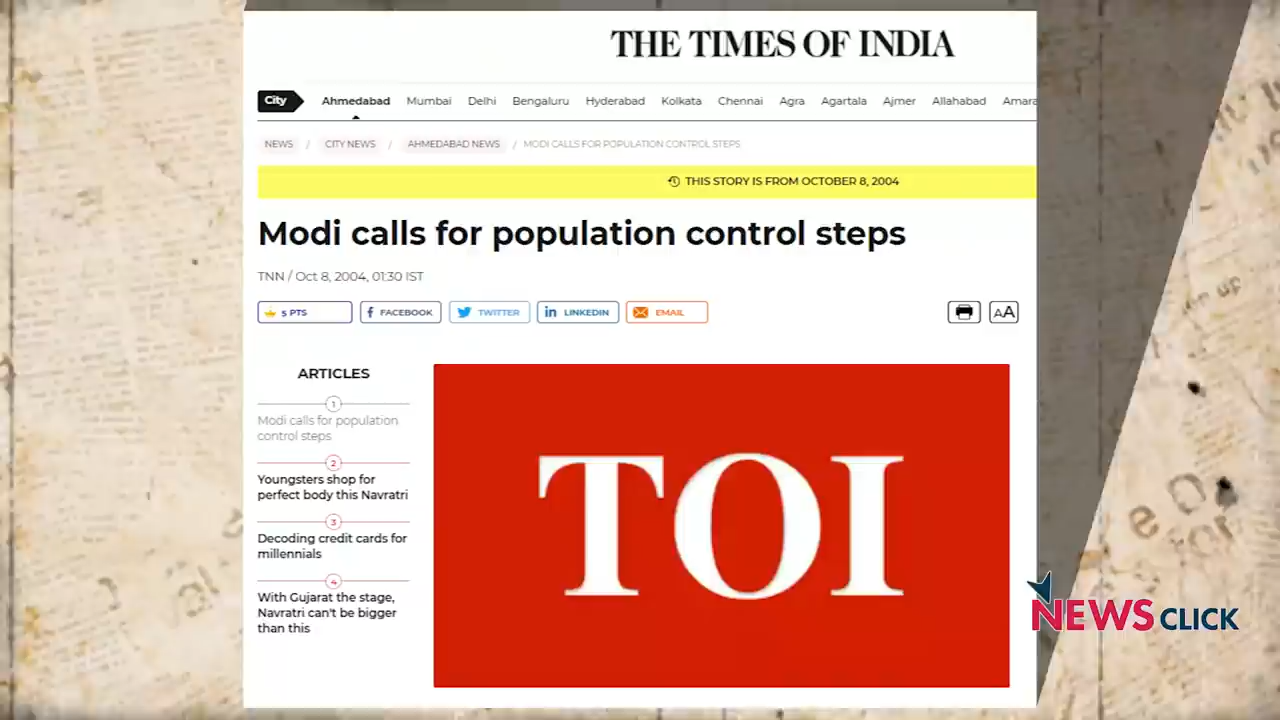 THE TIMES OF INDIA
City Ahmedabad Mumbai Delhi Bengaluru Hyderabad Kolkata Chennai Agra Agartala Ajmer Allahabad Amara
NEWS / CITY NEWS / AHMEDABAD NEWS / MODI CALLS FOR POPULATION CONTROL STEPS
THIS STORY IS FROM OCTOBER 8, 2004
Modi calls for population control steps
TNN / Oct 8, 2004, 01:30 IST
5 PTS FACEBOOK TWITTER LINKEDIN EMAIL AA
ARTICLES
1
Modi calls for population
control steps
2
Youngsters shop for
perfect body this Navratri
3
Decoding credit cards for
millennials
4
With Gujarat the stage,
Navratri can't be bigger
than this
TOI
NEWS CLICK